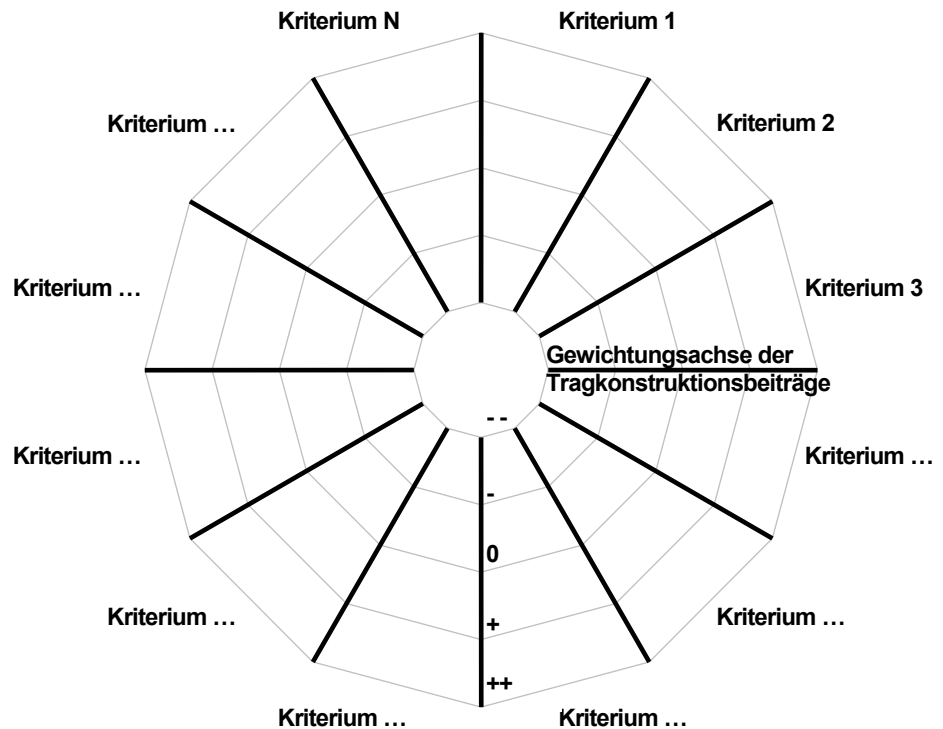 Kriterium N
Kriterium 1
Kriterium …
Kriterium 2
Kriterium …
Kriterium 3
Gewichtungsachse der
Tragkonstruktionsbeiträge
- -
Kriterium …
Kriterium …
-
0
Kriterium …
+
Kriterium …
++
Kriterium …
Kriterium …